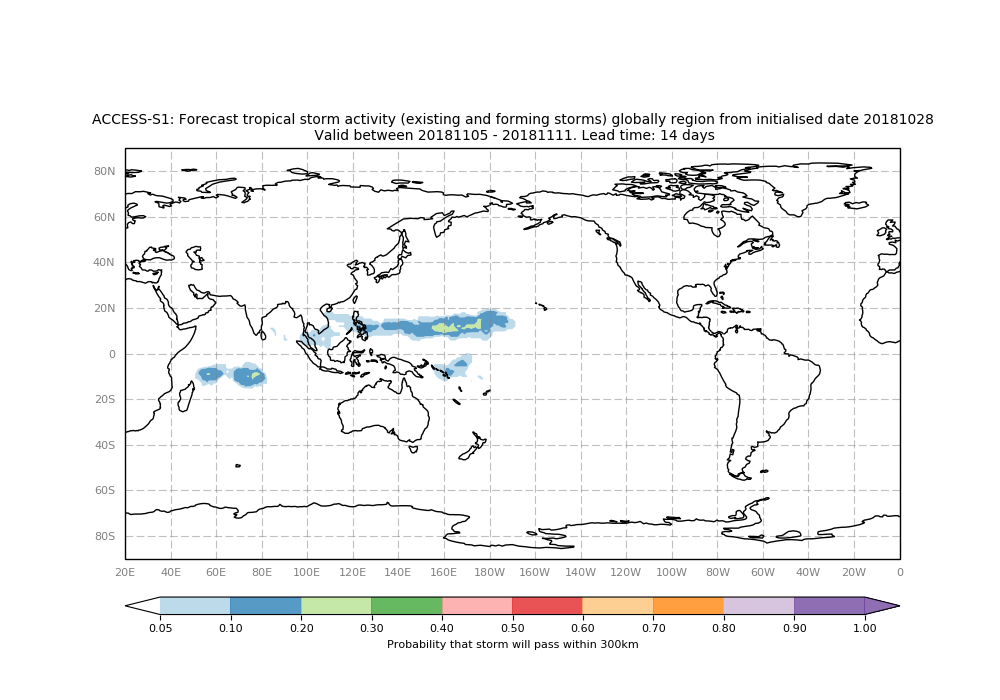 ACCESS-S1: Forecast tropical storm activity (existing and forming storms) globally region from initialised date 20181028
Valid between 20181105 - 20181111. Lead time: 14 days
80N
60N
40N
20N
0
20S
40S
60S
80S
20E 40E 60E 80E 100E 120E 140E 160E 180W 160W 140W 120W 100W 80W 60W 40W 20W 0
0.05 0.10 0.20 0.30 0.40 0.50 0.60 0.70 0.80 0.90 1.00
Probability that storm will pass within 300km